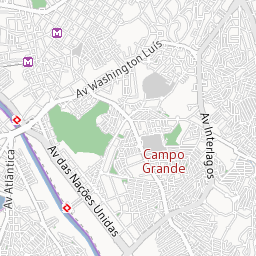 M
Av Washington Luís
M
Av Interlagos
Campo
Grande
Av das Nações Unidas
Av Atlântica